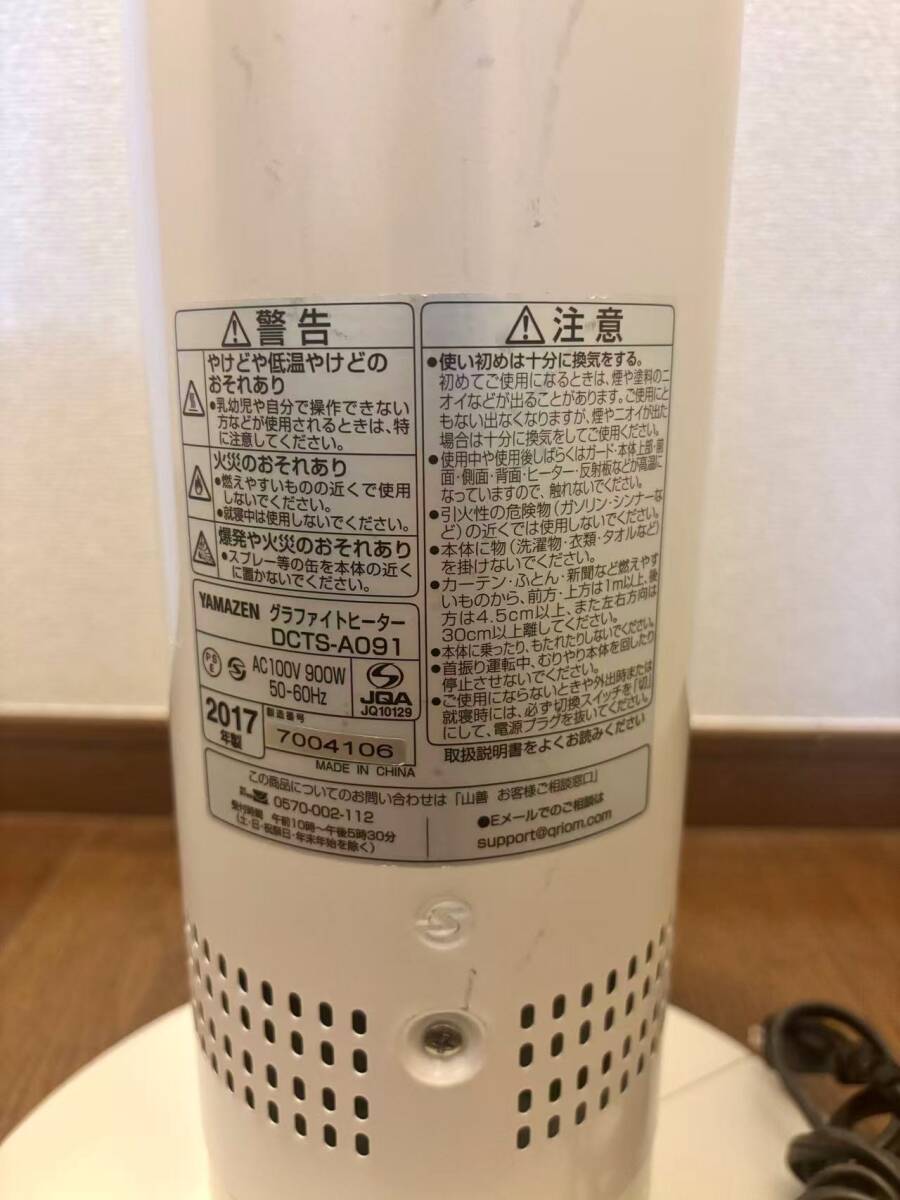 ⚠警告
やけどや低温やけどの
おそれあり
●乳幼児や自分で操作できない
方などが使用されるときは、特
に注意してください。
火災のおそれあり
●燃えやすいものの近くで使用
しないでください。
●就寝中は使用しないでください。
爆発や火災のおそれあり
●スプレー等の缶を本体の近く
に置かないでください。
YAMAZEN グラファイトヒーター
DCTS-A091
PSE
AC100V 900W
50-60Hz
JQA
JQ10129
2017
年製
製造番号
7004106
MADE IN CHINA
⚠注意
●使い初めは十分に換気をする。
初めてご使用になるときは、煙や塗料のニ
オイなどが出ることがあります。ご使用にと
もない出なくなりますが、煙やニオイが出た
場合は十分に換気をしてご使用ください。
●使用中や使用後しばらくはガード・本体上部・前
面・側面・背面・ヒーター・反射板などが高温に
なっていますので、触れないでください。
●引火性の危険物(ガソリン・シンナーな
ど)の近くでは使用しないでください。
●本体に物(洗濯物・衣類・タオルなど)
を掛けないでください。
●カーテン・ふとん・新聞など燃えやす
いものから、前方・上方は1m以上、後
方は4.5cm以上、また左右方向は
30cm以上離してください。
●本体に乗ったり、もたれたりしないでください。
●首振り運転中、むりやり本体を回したり
停止させないでください。
●ご使用にならないときや外出時または
就寝時には、必ず切換スイッチを「切」
にして、電源プラグを抜いてください。
取扱説明書をよくお読みください
この商品についてのお問い合わせは「山善 お客様ご相談窓口」
0570-002-112
受付時間 午前10時～午後5時30分
(土・日・祝祭日・年末年始を除く)
●Eメールでのご相談は
support@qriom.com